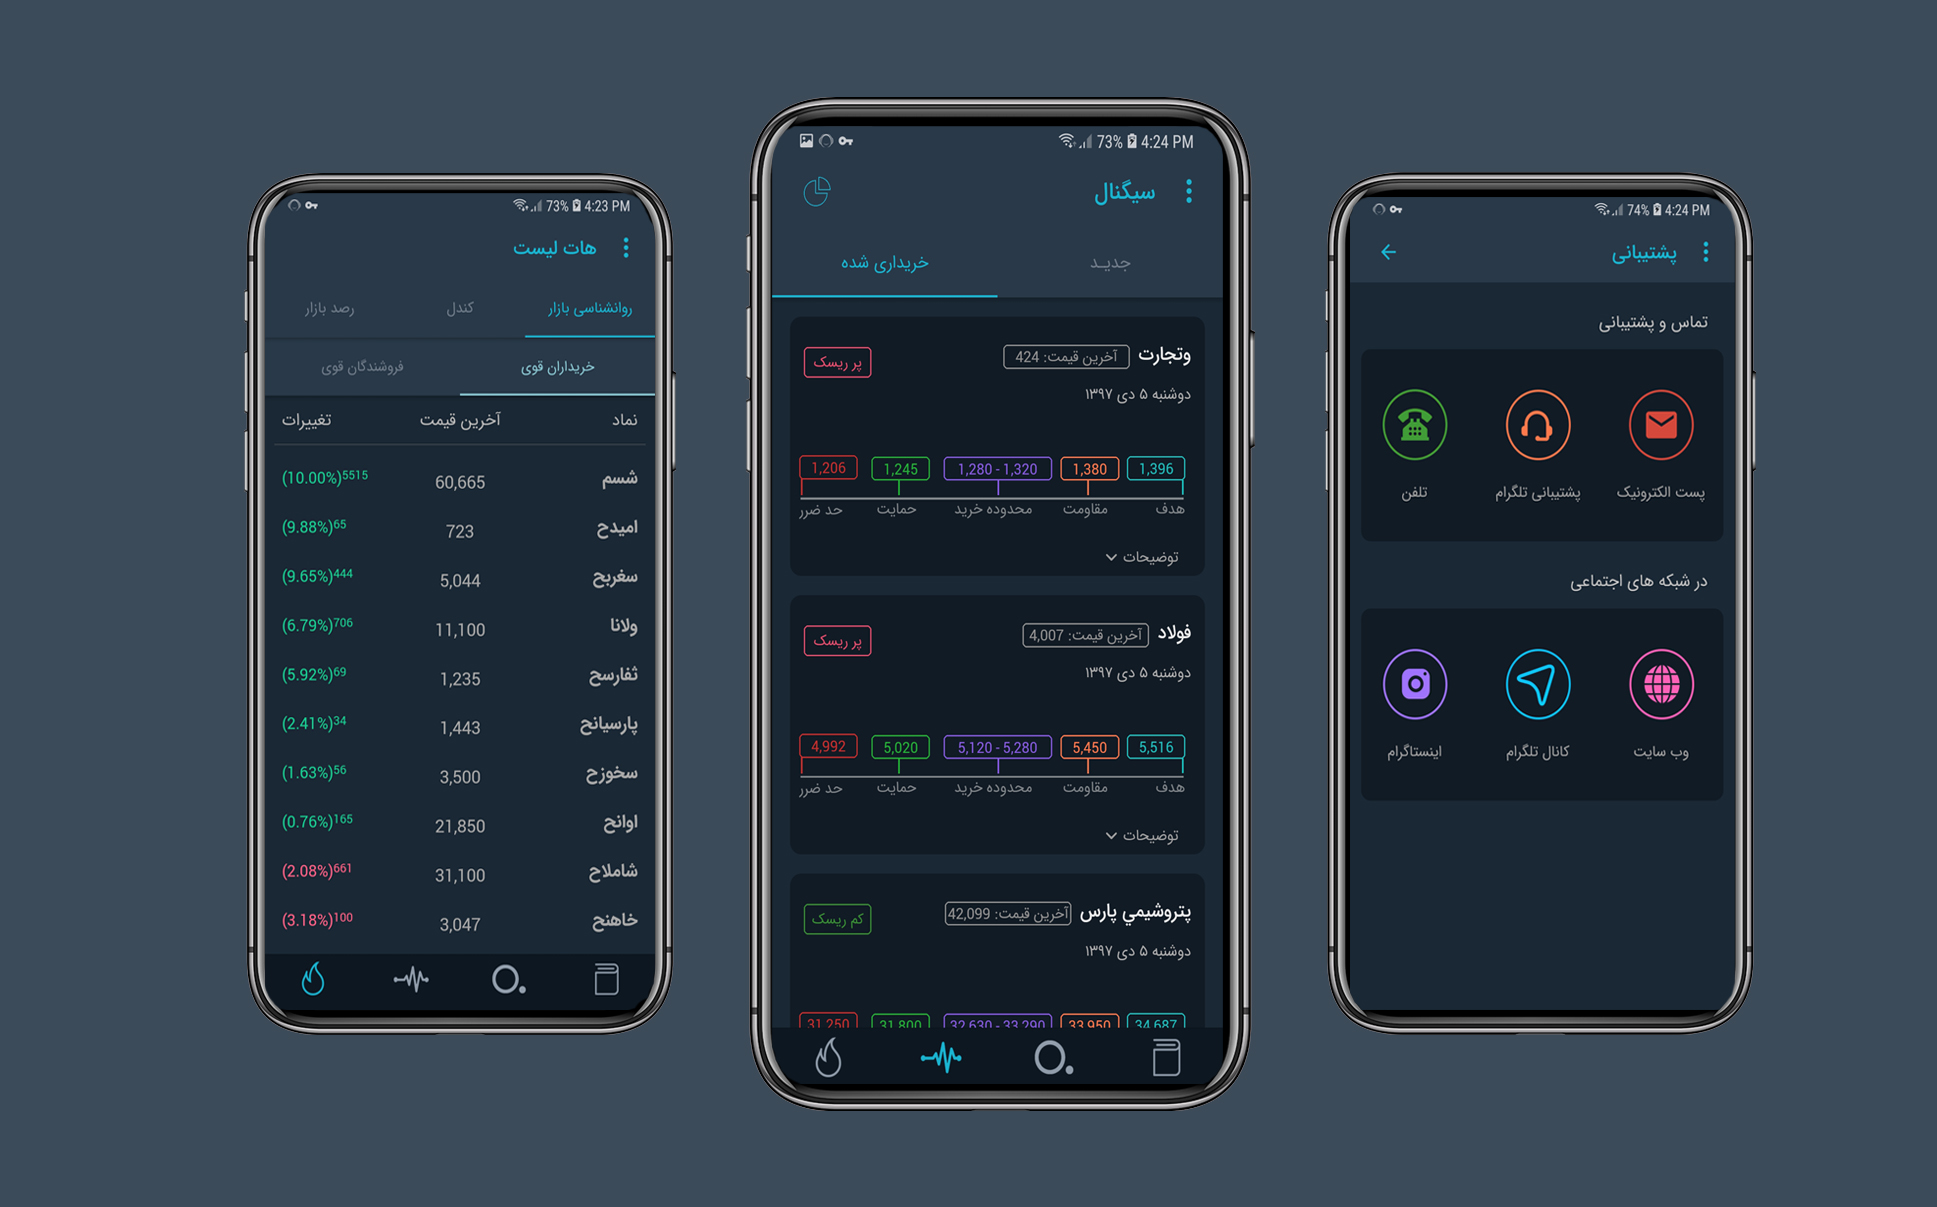 73% 4:23 PM
هات لیست
روانشناسی بازار
کندل
رصد بازار
خریداران قوی
فروشندگان قوی
نماد آخرین قیمت تغییرات
شسم 60,665 (10.00%)5515
امیدح 723 (9.88%)65
سغربح 5,044 (9.65%)444
ولانا 11,100 (6.79%)706
ثفارسح 1,235 (5.92%)69
پارسیانح 1,443 (2.41%)34
سخوزح 3,500 (1.63%)56
اوانح 21,850 (0.76%)165
شاملاح 31,100 (2.08%)661
خاهنح 3,047 (3.18%)100
73% 4:24 PM
سیگنال
جدیـد
خریداری شده
وتجارت آخرین قیمت: 424 پر ریسک
دوشنبه ۵ دی ۱۳۹۷
1,206 1,245 1,280 - 1,320 1,380 1,396
هدف مقاومت محدوده خرید حمایت حد ضرر
توضیحات
فولاد آخرین قیمت: 4,007 پر ریسک
دوشنبه ۵ دی ۱۳۹۷
4,992 5,020 5,120 - 5,280 5,450 5,516
هدف مقاومت محدوده خرید حمایت حد ضرر
توضیحات
پتروشیمي پارس آخرین قیمت: 42,099 کم ریسک
دوشنبه ۵ دی ۱۳۹۷
31,250 31,800 32,630 - 33,290 33,950 34,687
74% 4:24 PM
پشتیبانی
تماس و پشتیبانی
پست الکترونیک
پشتیبانی تلگرام
تلفن
در شبکه های اجتماعی
وب سایت
کانال تلگرام
اینستاگرام